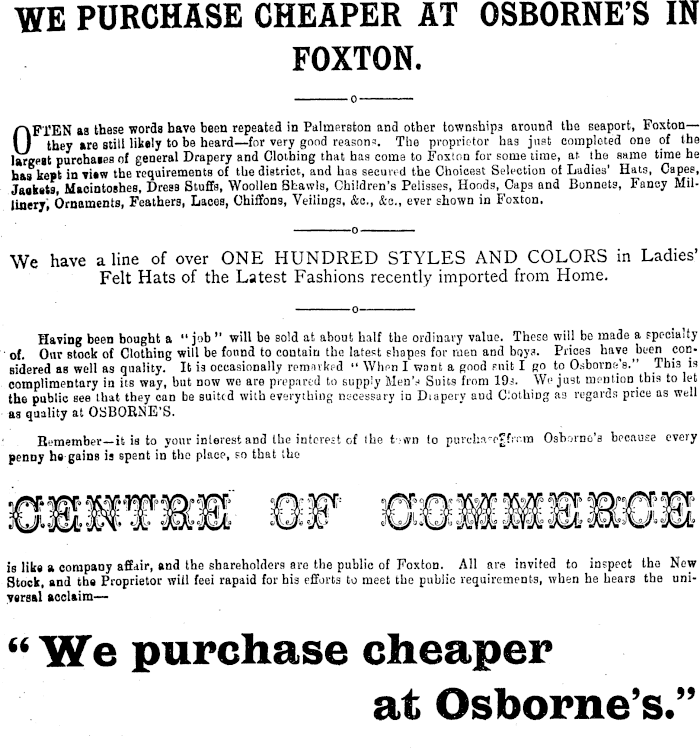 WE PURCHASE CHEAPER AT OSBORNE'S IN
FOXTON.
OFTEN as these words have been repeated in Palmerston and other townships around the seaport, Foxton—
they are still likely to be heard—for very good reasons. The proprietor has just completed one of the
largest purchases of general Drapery and Clothing that has come to Foxton for some time, at the same time he
has kept in view the requirements of the district, and has secured the Choicest Selection of Ladies' Hats, Capes,
Jackets, Macintoshes, Dress Stuffs, Woollen Shawls, Children's Pelisses, Hoods, Caps and Bonnets, Fancy Mil-
linery, Ornaments, Feathers, Laces, Chiffons, Veilings, &c., &c., ever shown in Foxton.
We have a line of over ONE HUNDRED STYLES AND COLORS in Ladies'
Felt Hats of the Latest Fashions recently imported from Home.
Having been bought a "job" will be sold at about half the ordinary value. These will be made a specialty
of. Our stock of Clothing will be found to contain the latest shapes for men and boys. Prices have been con-
sidered as well as quality. It is occasionally remarked "When I want a good suit I go to Osborne's." This is
complimentary in its way, but now we are prepared to supply Men's Suits from 19s. We just mention this to let
the public see that they can be suited with everything necessary in Drapery and Clothing as regards price as well
as quality at OSBORNE'S.
Remember—it is to your interest and the interest of the town to purchase from Osborne's because every
penny he gains is spent in the place, so that the
CENTRE OF COMMERCE
is like a company affair, and the shareholders are the public of Foxton. All are invited to inspect the New
Stock, and the Proprietor will feel rapaid for his efforts to meet the public requirements, when he hears the uni-
versal acclaim—
"We purchase cheaper
at Osborne's."